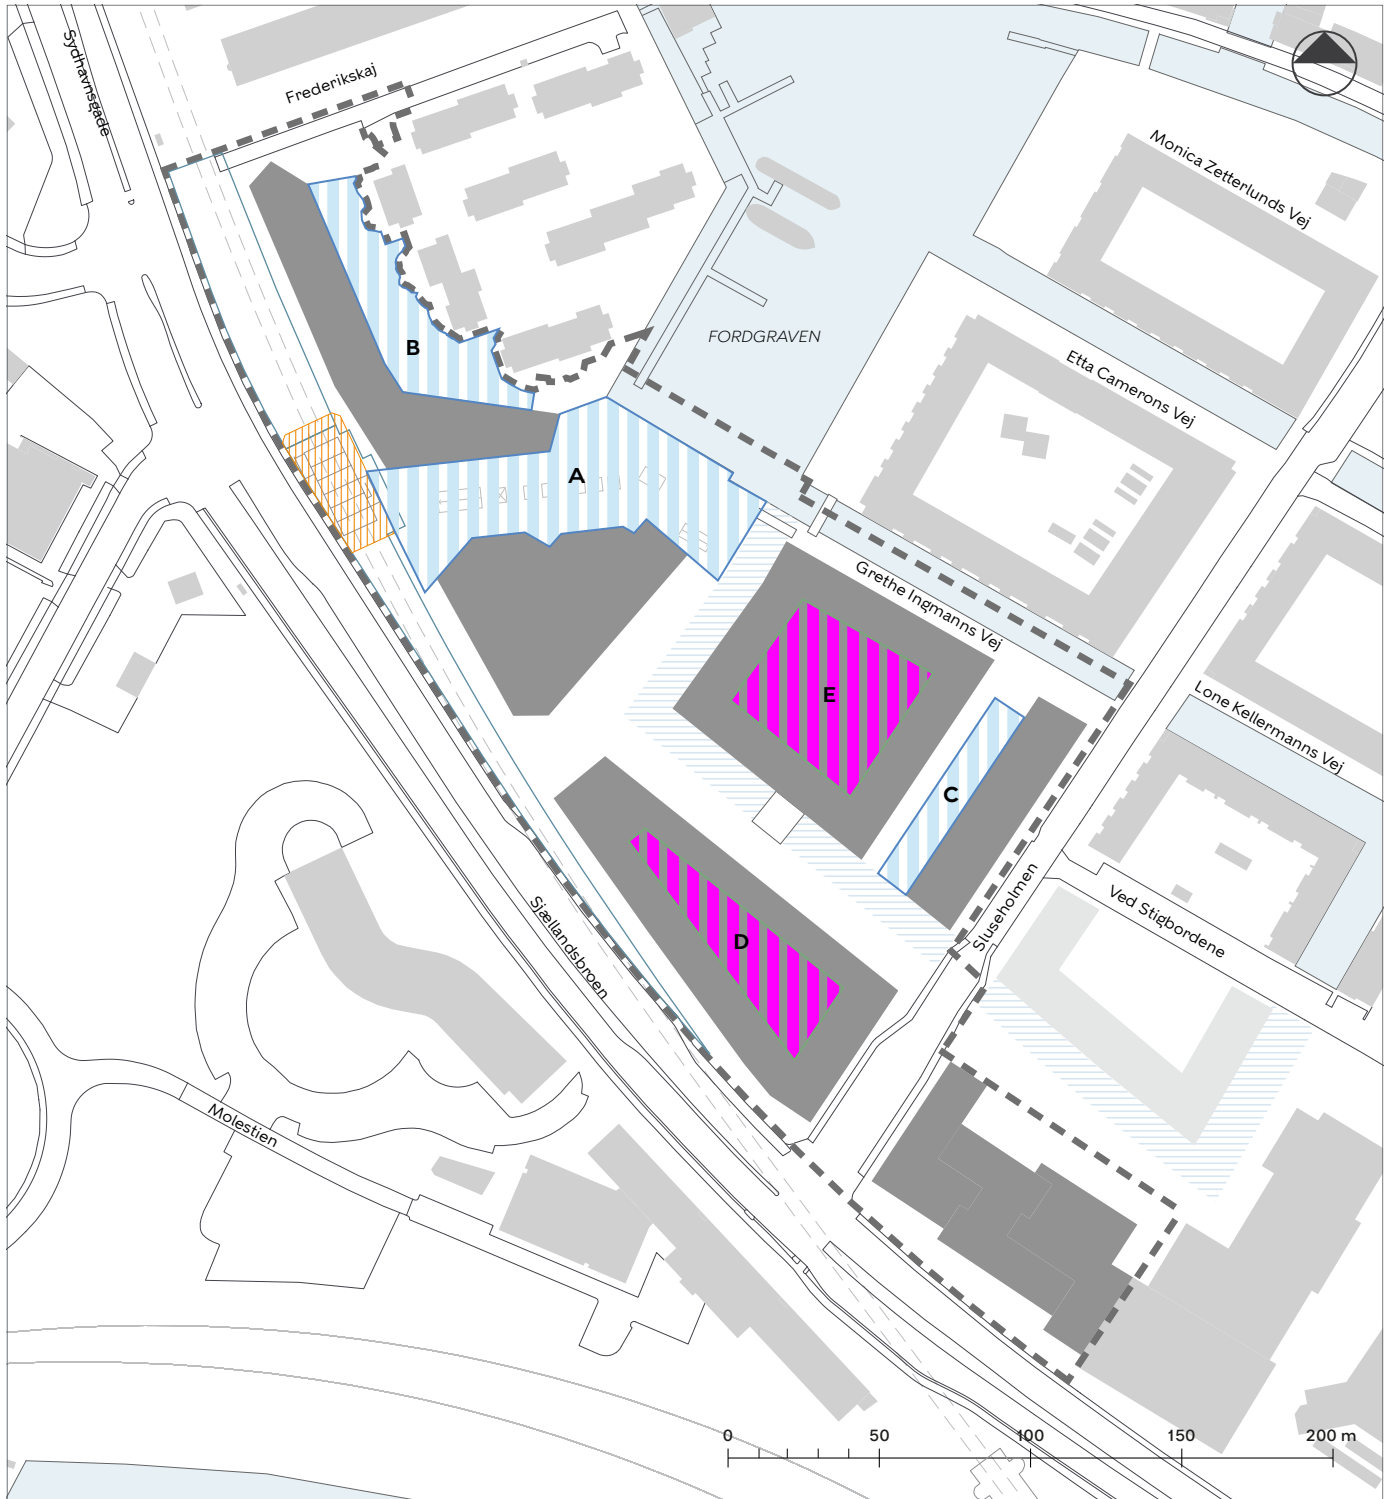 Sydhavnsgade
Frederikskaj
Monica Zetterlunds Vej
FORDGRAVEN
B
Etta Camerons Vej
A
Grethe Ingmanns Vej
E
Lone Kellermanns Vej
C
Ved Stigbordene
Sluseholmen
Sjællandsbroen
D
Molestien
0 50 100 150 200 m